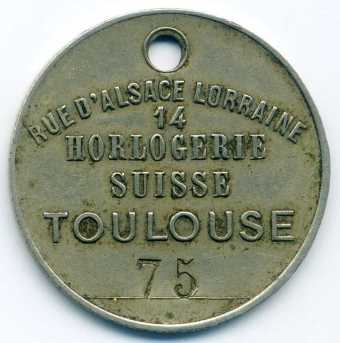 RUE D'ALSACE LORRAINE
14
HORLOGERIE
SUISSE
TOULOUSE
75